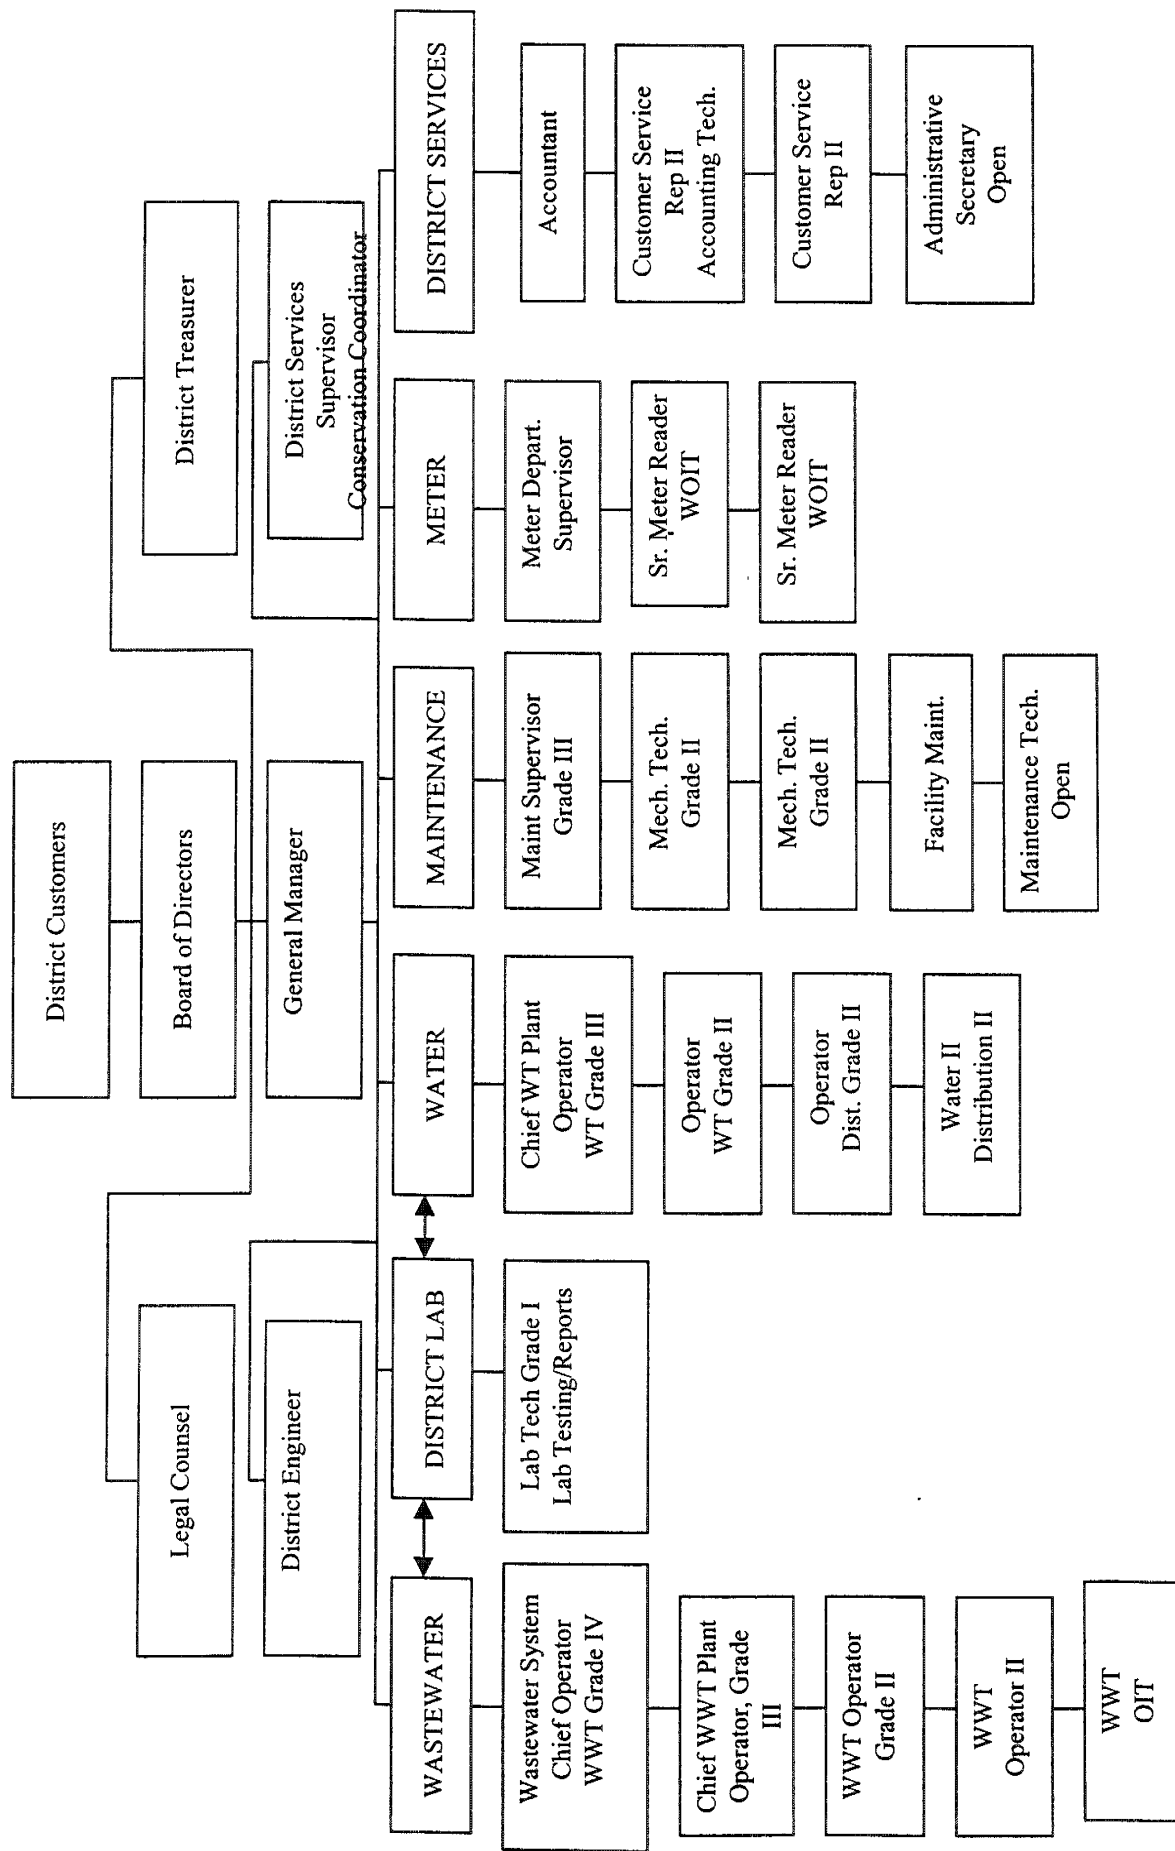 District Customers
Board of Directors
Legal Counsel
District Treasurer
General Manager
District Engineer
District Services
Supervisor
Conservation Coordinator
WASTEWATER
Wastewater System
Chief Operator
WWT Grade IV
Chief WWT Plant
Operator, Grade
III
WWT Operator
Grade II
WWT
Operator II
WWT
OIT
DISTRICT LAB
Lab Tech Grade I
Lab Testing/Reports
WATER
Chief WT Plant
Operator
WT Grade III
Operator
WT Grade II
Operator
Dist. Grade II
Water II
Distribution II
MAINTENANCE
Maint Supervisor
Grade III
Mech. Tech.
Grade II
Mech. Tech.
Grade II
Facility Maint.
Maintenance Tech.
Open
METER
Meter Depart.
Supervisor
Sr. Meter Reader
WOIT
Sr. Meter Reader
WOIT
DISTRICT SERVICES
Accountant
Customer Service
Rep II
Accounting Tech.
Customer Service
Rep II
Administrative
Secretary
Open